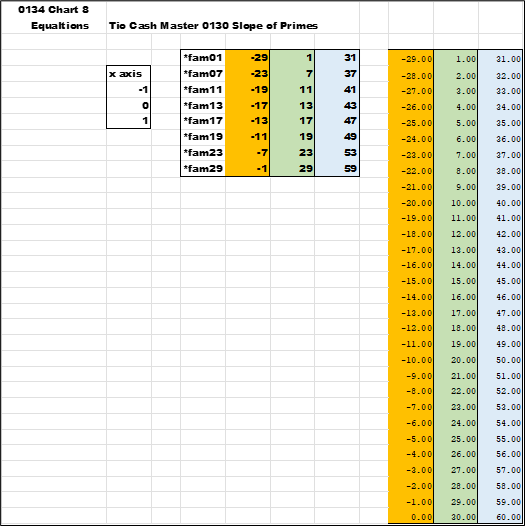 0134 Chart 8
Equaltions Tio Cash Master 0130 Slope of Primes
*fam01 -29 1 31 -29.00 1.00 31.00
x axis *fam07 -23 7 37 -28.00 2.00 32.00
-1 *fam11 -19 11 41 -27.00 3.00 33.00
0 *fam13 -17 13 43 -26.00 4.00 34.00
1 *fam17 -13 17 47 -25.00 5.00 35.00
*fam19 -11 19 49 -24.00 6.00 36.00
*fam23 -7 23 53 -23.00 7.00 37.00
*fam29 -1 29 59 -22.00 8.00 38.00
-21.00 9.00 39.00
-20.00 10.00 40.00
-19.00 11.00 41.00
-18.00 12.00 42.00
-17.00 13.00 43.00
-16.00 14.00 44.00
-15.00 15.00 45.00
-14.00 16.00 46.00
-13.00 17.00 47.00
-12.00 18.00 48.00
-11.00 19.00 49.00
-10.00 20.00 50.00
-9.00 21.00 51.00
-8.00 22.00 52.00
-7.00 23.00 53.00
-6.00 24.00 54.00
-5.00 25.00 55.00
-4.00 26.00 56.00
-3.00 27.00 57.00
-2.00 28.00 58.00
-1.00 29.00 59.00
0.00 30.00 60.00